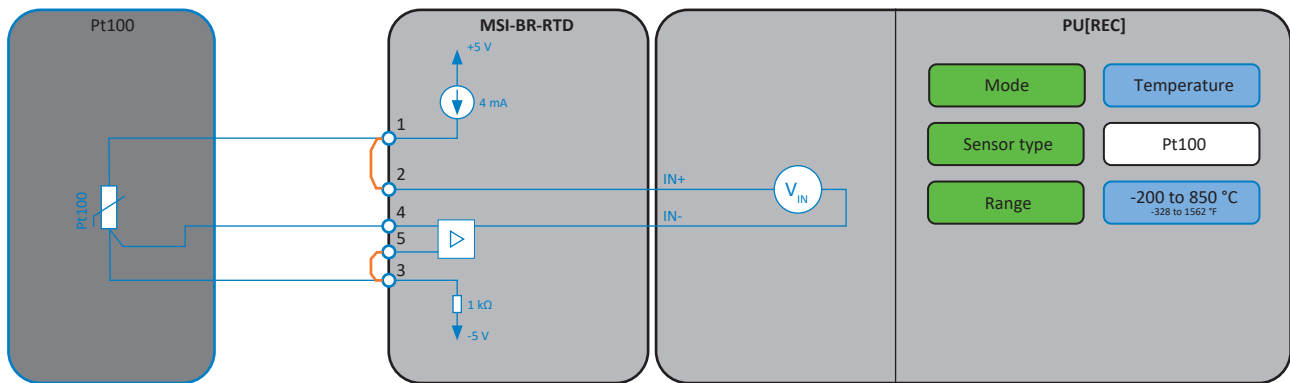 Pt100
MSI-BR-RTD
PU[REC]
+5 V
4 mA
1
2
4
5
3
1 kΩ
-5 V
Pt100
IN+
IN-
VIN
Mode
Temperature
Sensor type
Pt100
Range
-200 to 850 °C
-328 to 1562 °F